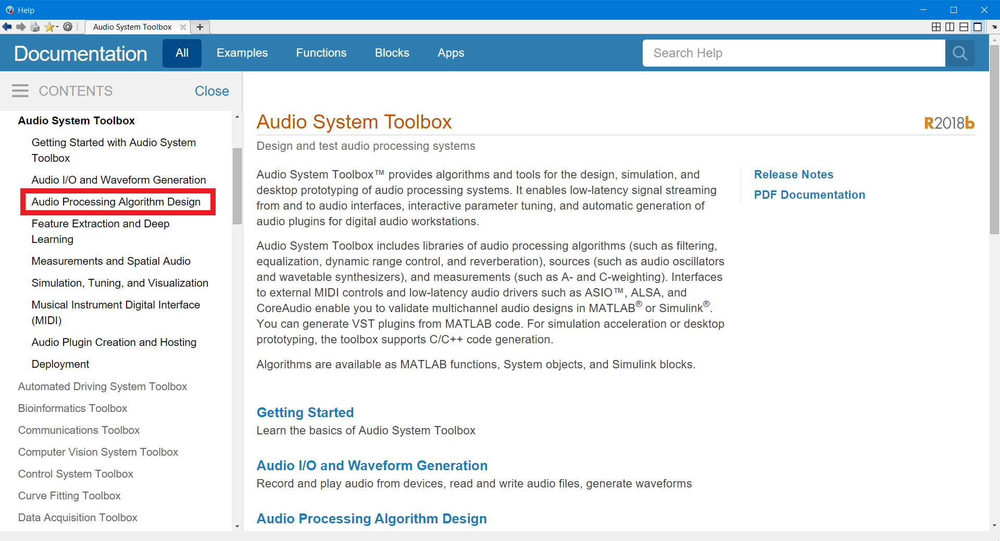 Help
Audio System Toolbox
Documentation
All
Examples
Functions
Blocks
Apps
Search Help
CONTENTS
Close
Audio System Toolbox
Getting Started with Audio System
Toolbox
Audio I/O and Waveform Generation
Audio Processing Algorithm Design
Feature Extraction and Deep
Learning
Measurements and Spatial Audio
Simulation, Tuning, and Visualization
Musical Instrument Digital Interface
(MIDI)
Audio Plugin Creation and Hosting
Deployment
Automated Driving System Toolbox
Bioinformatics Toolbox
Communications Toolbox
Computer Vision System Toolbox
Control System Toolbox
Curve Fitting Toolbox
Data Acquisition Toolbox
Audio System Toolbox
R2018b
Design and test audio processing systems
Audio System Toolbox™ provides algorithms and tools for the design, simulation, and
desktop prototyping of audio processing systems. It enables low-latency signal streaming
from and to audio interfaces, interactive parameter tuning, and automatic generation of
audio plugins for digital audio workstations.
Release Notes
PDF Documentation
Audio System Toolbox includes libraries of audio processing algorithms (such as filtering,
equalization, dynamic range control, and reverberation), sources (such as audio oscillators
and wavetable synthesizers), and measurements (such as A- and C-weighting). Interfaces
to external MIDI controls and low-latency audio drivers such as ASIO™, ALSA, and
CoreAudio enable you to validate multichannel audio designs in MATLAB® or Simulink®.
You can generate VST plugins from MATLAB code. For simulation acceleration or desktop
prototyping, the toolbox supports C/C++ code generation.
Algorithms are available as MATLAB functions, System objects, and Simulink blocks.
Getting Started
Learn the basics of Audio System Toolbox
Audio I/O and Waveform Generation
Record and play audio from devices, read and write audio files, generate waveforms
Audio Processing Algorithm Design